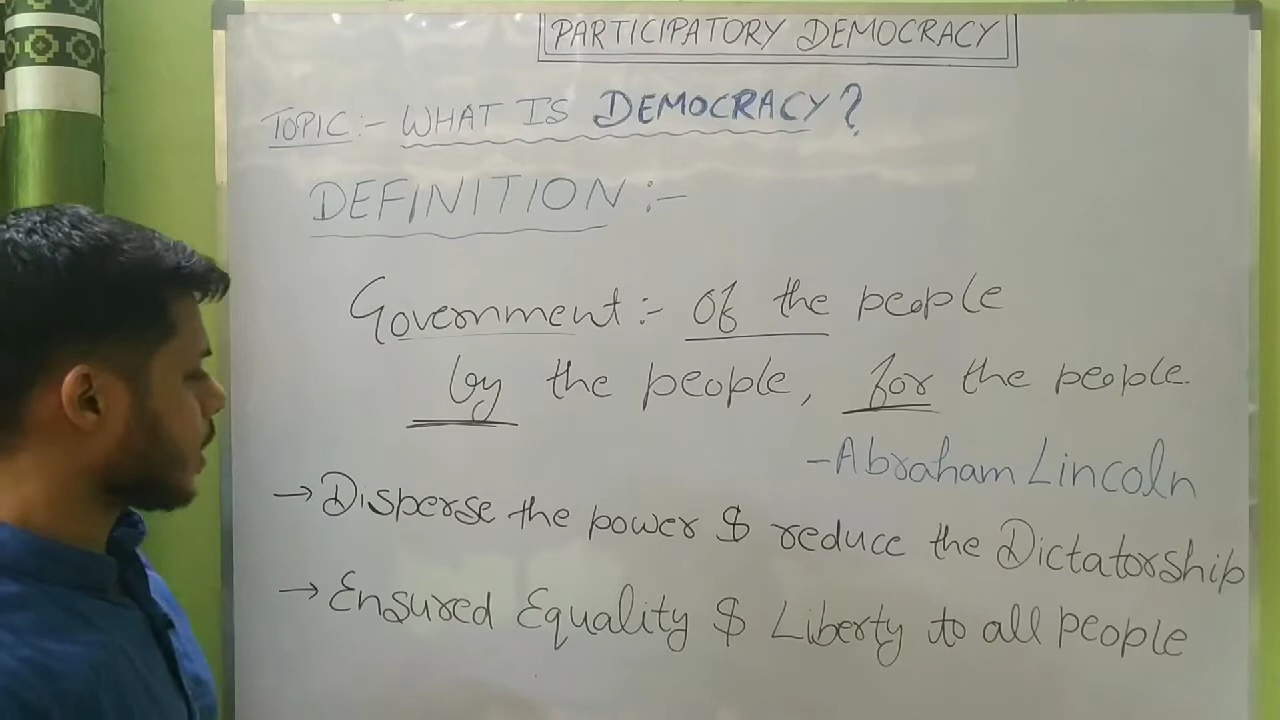 PARTICIPATORY DEMOCRACY
TOPIC:- WHAT IS DEMOCRACY?
DEFINITION:-
Government:- Of the people
by the people, for the people
-Abraham Lincoln
→ Disperse the power & reduce the Dictatorship
→ Ensured Equality & Liberty to all people